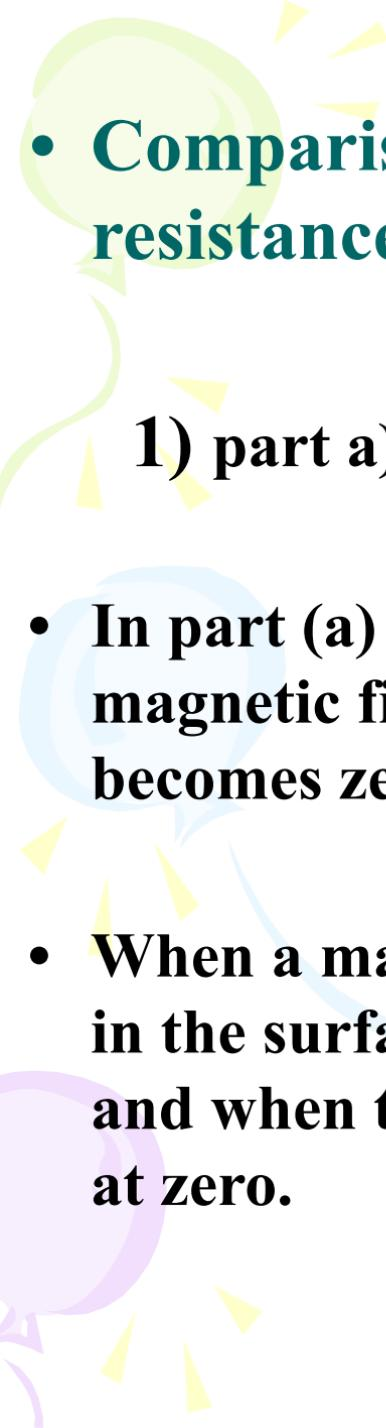 • Comparis
resistance
1) part a)
• In part (a)
magnetic fi
becomes ze
• When a ma
in the surfa
and when t
at zero.